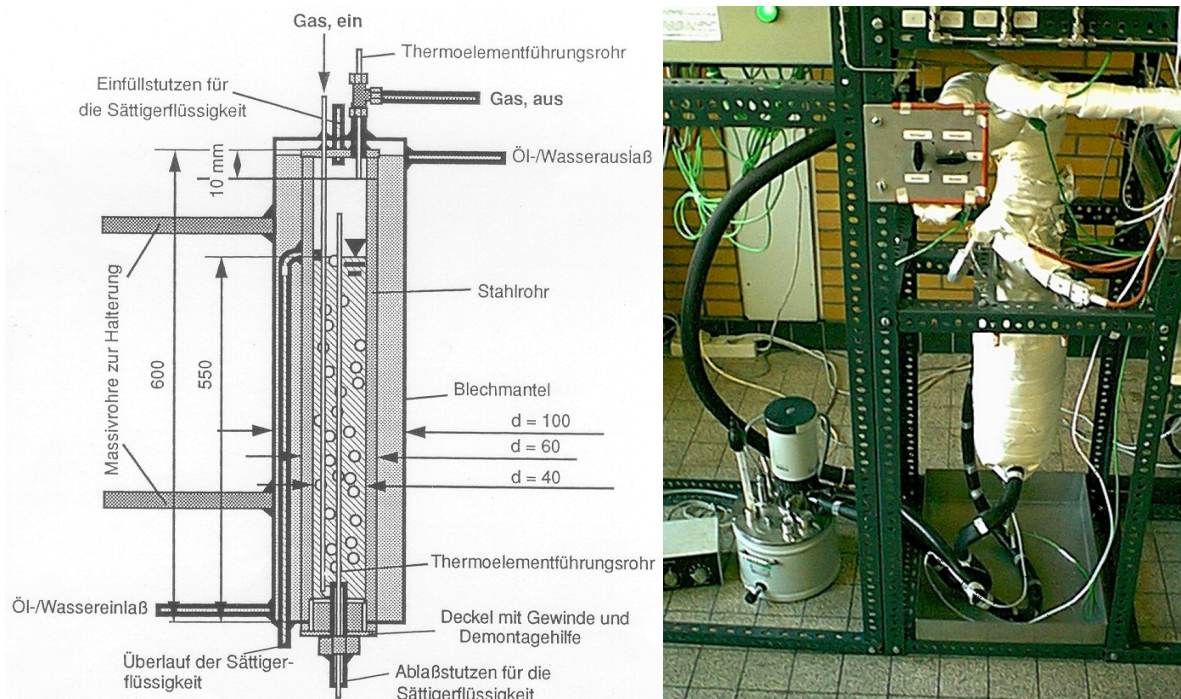 Gas, ein
Thermoelementführungsrohr
Einfüllstutzen für
die Sättigerflüssigkeit
Gas, aus
Öl-/Wasserauslaß
10 mm
Massivrohre zur Halterung
600
550
Stahlrohr
Blechmantel
d = 100
d = 60
d = 40
Thermoelementführungsrohr
Öl-/Wassereinlaß
Deckel mit Gewinde und
Demontagehilfe
Überlauf der Sättiger-
flüssigkeit
Ablaßstutzen für die
Sättigerflüssigkeit